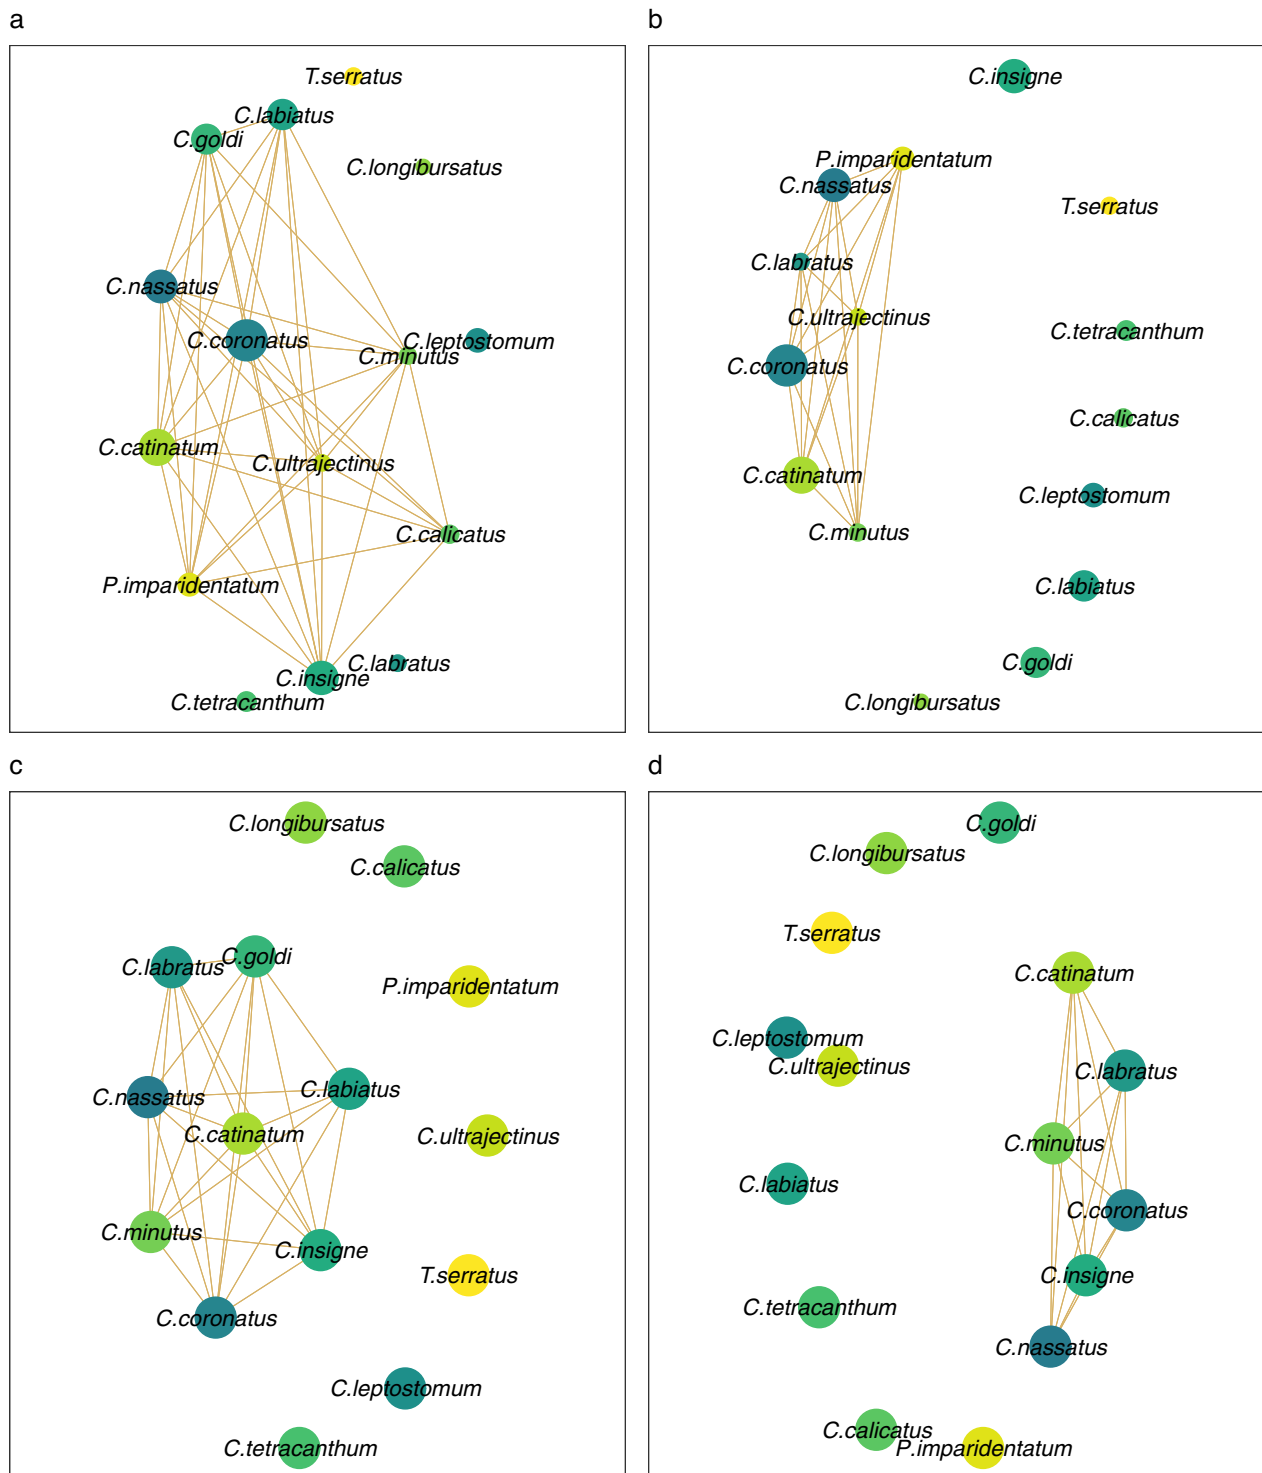 a
T.serratus
C.labiatus
C.goldi
C.longibursatus
C.nassatus
C.coronatus
C.leptostomum
C.minutus
C.catinatum
C.ultrajectinus
C.calicatus
P.imparidentatum
C.labratus
C.insigne
C.tetracanthum
b
C.insigne
P.imparidentatum
C.nassatus
T.serratus
C.labratus
C.ultrajectinus
C.tetracanthum
C.coronatus
C.calicatus
C.catinatum
C.leptostomum
C.minutus
C.labiatus
C.goldi
C.longibursatus
c
C.longibursatus
C.calicatus
C.goldi
C.labratus
P.imparidentatum
C.labiatus
C.nassatus
C.catinatum
C.ultrajectinus
C.minutus
C.insigne
T.serratus
C.coronatus
C.leptostomum
C.tetracanthum
d
C.goldi
C.longibursatus
T.serratus
C.catinatum
C.leptostomum
C.ultrajectinus
C.labratus
C.minutus
C.labiatus
C.coronatus
C.insigne
C.tetracanthum
C.nassatus
C.calicatus
P.imparidentatum